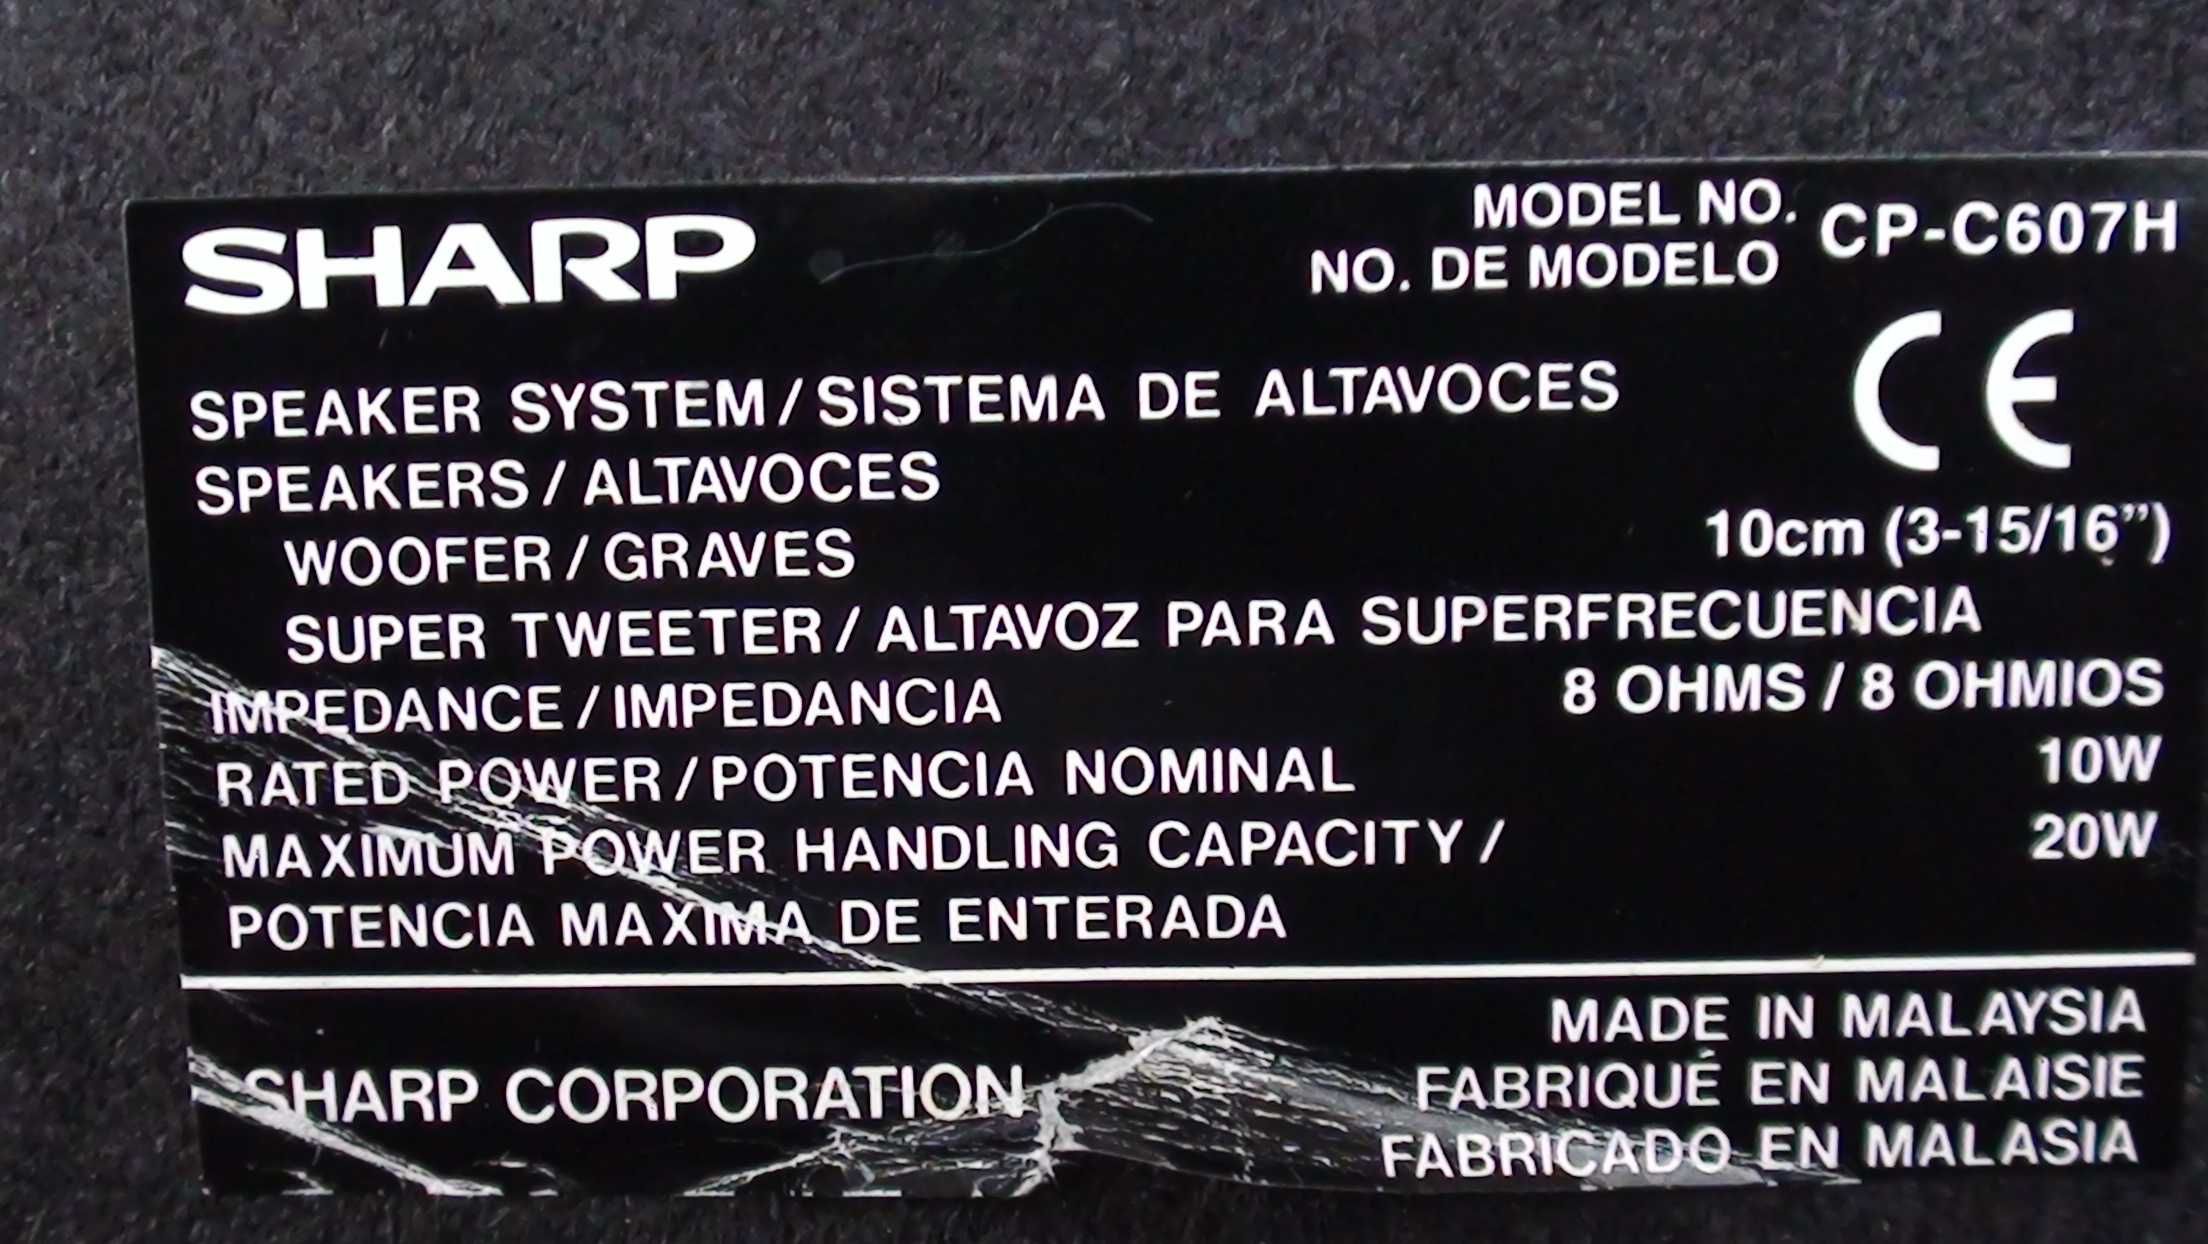 SHARP
MODEL NO.
NO. DE MODELO
CP-C607H
CE
SPEAKER SYSTEM / SISTEMA DE ALTAVOCES
SPEAKERS / ALTAVOCES
WOOFER / GRAVES 10cm (3-15/16”)
SUPER TWEETER / ALTAVOZ PARA SUPERFRECUENCIA
IMPEDANCE / IMPEDANCIA 8 OHMS / 8 OHMIOS
RATED POWER / POTENCIA NOMINAL 10W
MAXIMUM POWER HANDLING CAPACITY / 20W
POTENCIA MAXIMA DE ENTERADA
SHARP CORPORATION
MADE IN MALAYSIA
FABRIQUÉ EN MALAISIE
FABRICADO EN MALASIA